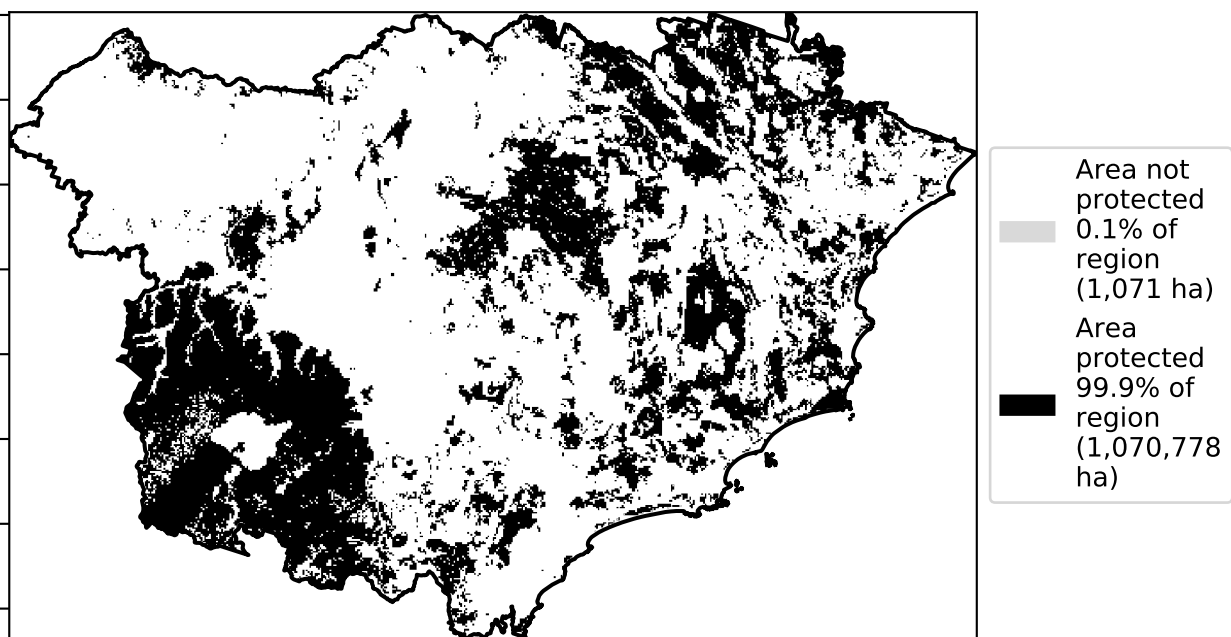 Area not
protected
0.1% of
region
(1,071 ha)
Area
protected
99.9% of
region
(1,070,778
ha)